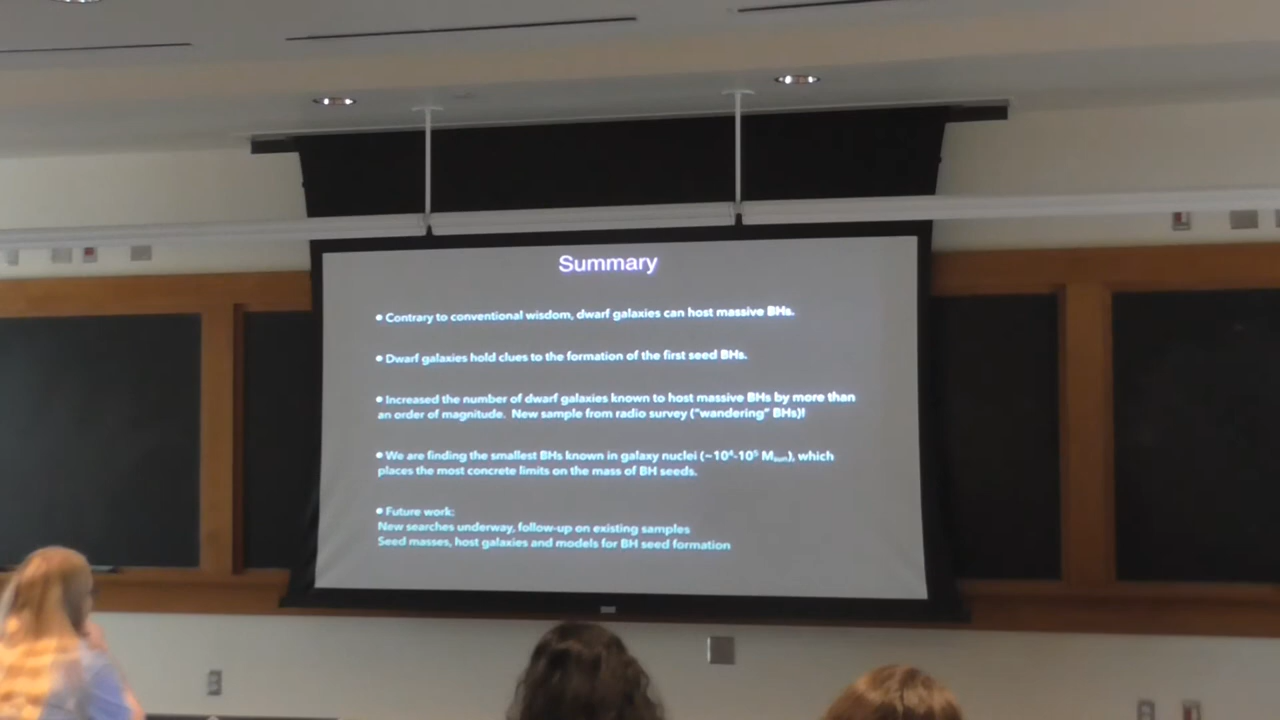 Summary
• Contrary to conventional wisdom, dwarf galaxies can host massive BHs.
• Dwarf galaxies hold clues to the formation of the first seed BHs.
• Increased the number of dwarf galaxies known to host massive BHs by more than
an order of magnitude. New sample from radio survey ("wandering" BHs)!
• We are finding the smallest BHs known in galaxy nuclei (~10⁴-10⁵ Mₛᵤₙ), which
places the most concrete limits on the mass of BH seeds.
• Future work:
New searches underway, follow-up on existing samples
Seed masses, host galaxies and models for BH seed formation